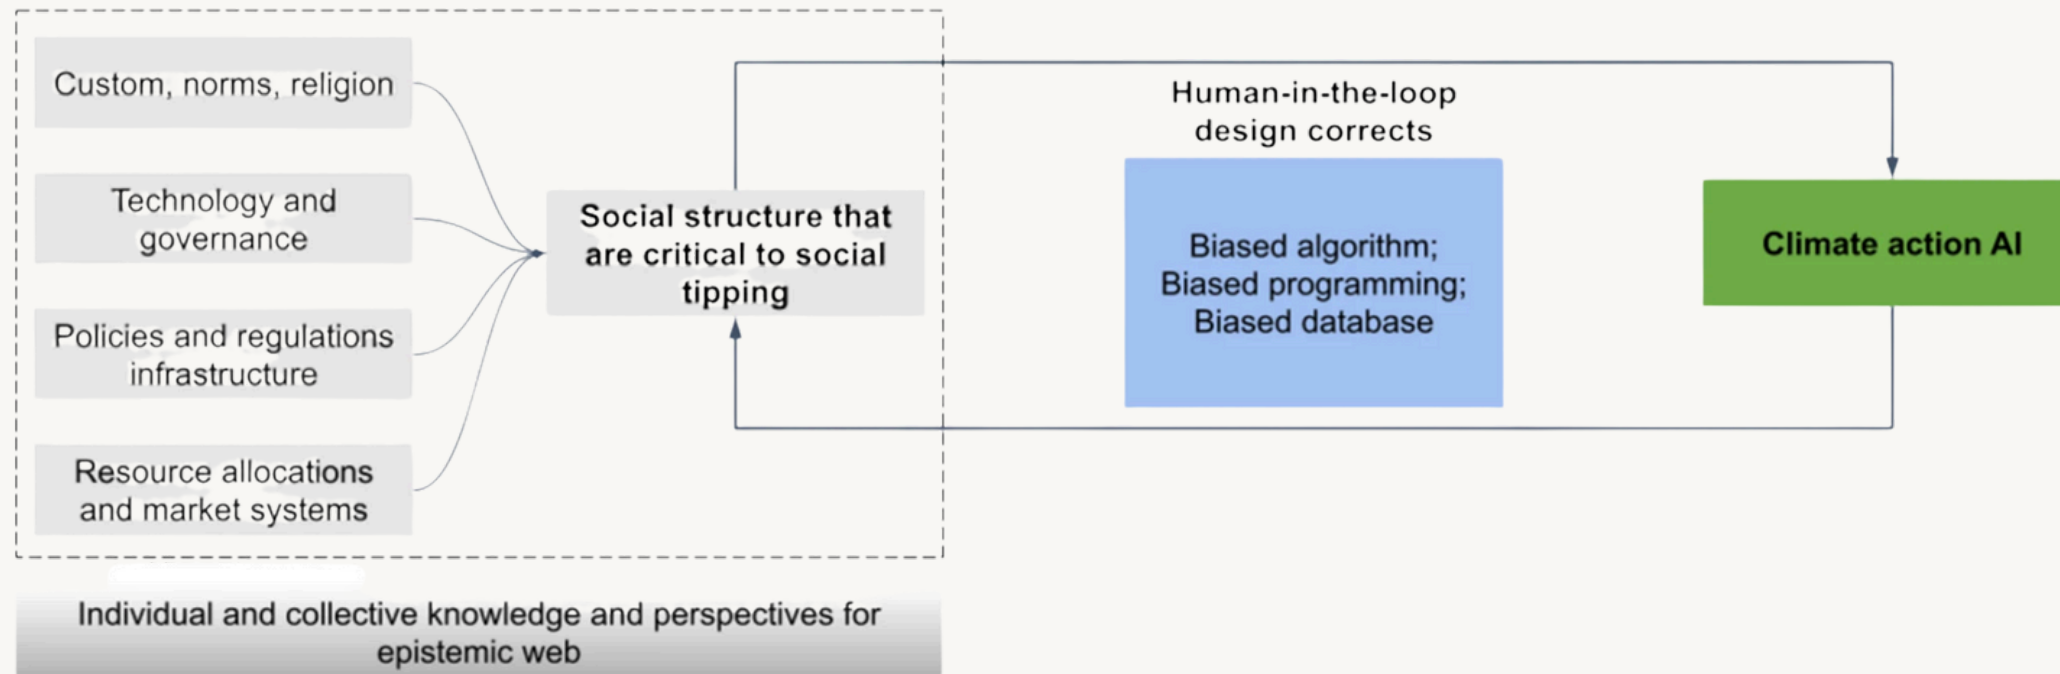 Custom, norms, religion
Technology and
governance
Policies and regulations
infrastructure
Resource allocations
and market systems
Social structure that
are critical to social
tipping
Human-in-the-loop
design corrects
Biased algorithm;
Biased programming;
Biased database
Climate action AI
Individual and collective knowledge and perspectives for
epistemic web